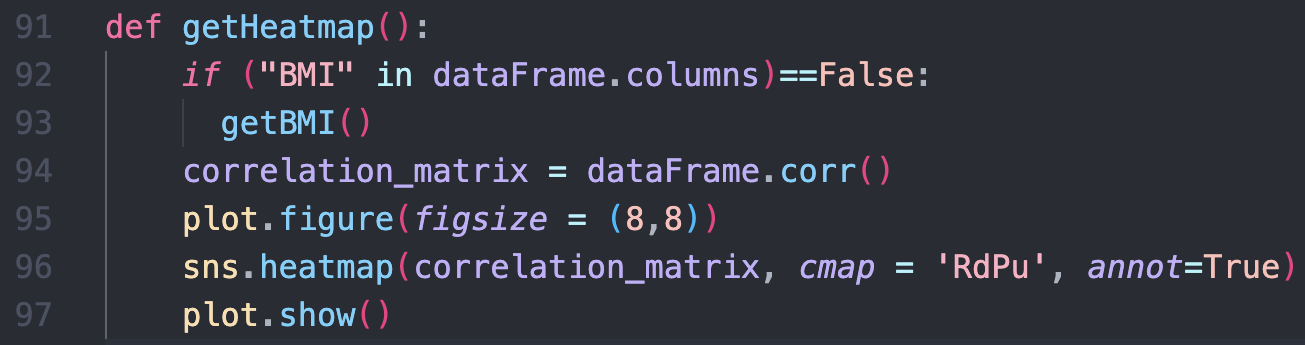 91 def getHeatmap():
92 if ("BMI" in dataFrame.columns)==False:
93 getBMI()
94 correlation_matrix = dataFrame.corr()
95 plot.figure(figsize = (8,8))
96 sns.heatmap(correlation_matrix, cmap = 'RdPu', annot=True)
97 plot.show()